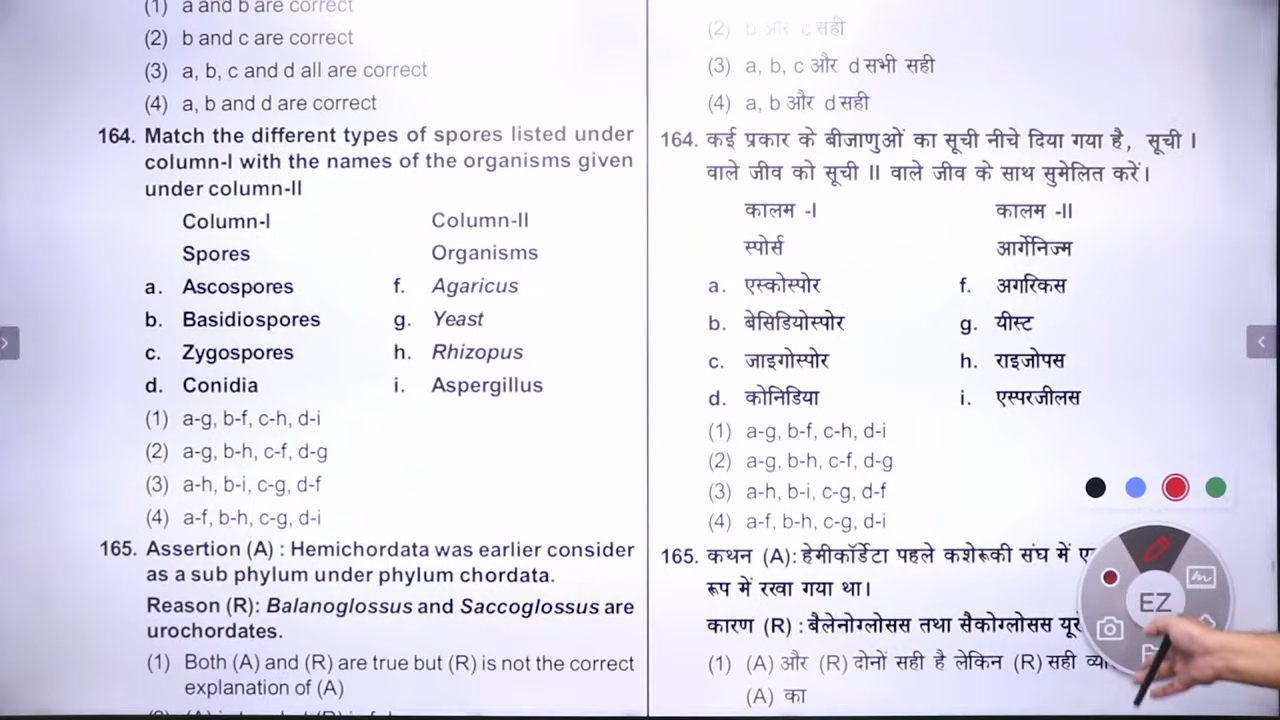 (1) a and b are correct
(2) b and c are correct
(3) a, b, c and d all are correct
(4) a, b and d are correct
164. Match the different types of spores listed under
column-I with the names of the organisms given
under column-II
Column-I Column-II
Spores Organisms
a. Ascospores f. Agaricus
b. Basidiospores g. Yeast
c. Zygospores h. Rhizopus
d. Conidia i. Aspergillus
(1) a-g, b-f, c-h, d-i
(2) a-g, b-h, c-f, d-g
(3) a-h, b-i, c-g, d-f
(4) a-f, b-h, c-g, d-i
165. Assertion (A) : Hemichordata was earlier consider
as a sub phylum under phylum chordata.
Reason (R): Balanoglossus and Saccoglossus are
urochordates.
(1) Both (A) and (R) are true but (R) is not the correct
explanation of (A)
(2) b और c सही
(3) a, b, c और d सभी सही
(4) a, b और d सही
164. कई प्रकार के बीजाणुओं का सूची नीचे दिया गया है, सूची I
वाले जीव को सूची II वाले जीव के साथ सुमेलित करें।
कालम -I कालम -II
स्पोर्स आर्गेनिज्म
a. एस्कोस्पोर f. अगरिकस
b. बेसिडियोस्पोर g. यीस्ट
c. जाइगोस्पोर h. राइजोपस
d. कोनिडिया i. एस्परजीलस
(1) a-g, b-f, c-h, d-i
(2) a-g, b-h, c-f, d-g
(3) a-h, b-i, c-g, d-f
(4) a-f, b-h, c-g, d-i
165. कथन (A): हेमीकॉर्डेटा पहले कशेरूकी संघ में
रूप में रखा गया था।
कारण (R) : बैलेनोग्लोसस तथा सैकोग्लोसस
(1) (A) और (R) दोनों सही है लेकिन (R) सही
(A) का
EZ